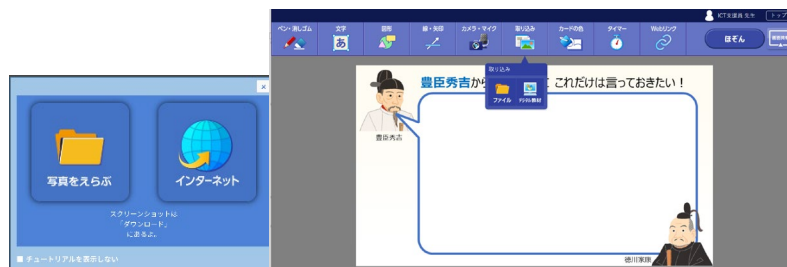 ICT支援員 先生
トップ
ペン・消しゴム
文字
図形
線・矢印
カメラ・マイク
取り込み
カードの色
タイマー
Webリンク
あ
ほぞん
取り込み
ファイル
デジタル教材
豊臣秀吉から
これだけは言っておきたい!
豊臣秀吉
徳川家康
×
写真をえらぶ
インターネット
スクリーンショットは
「ダウンロード」
にあるよ。
チュートリアルを表示しない